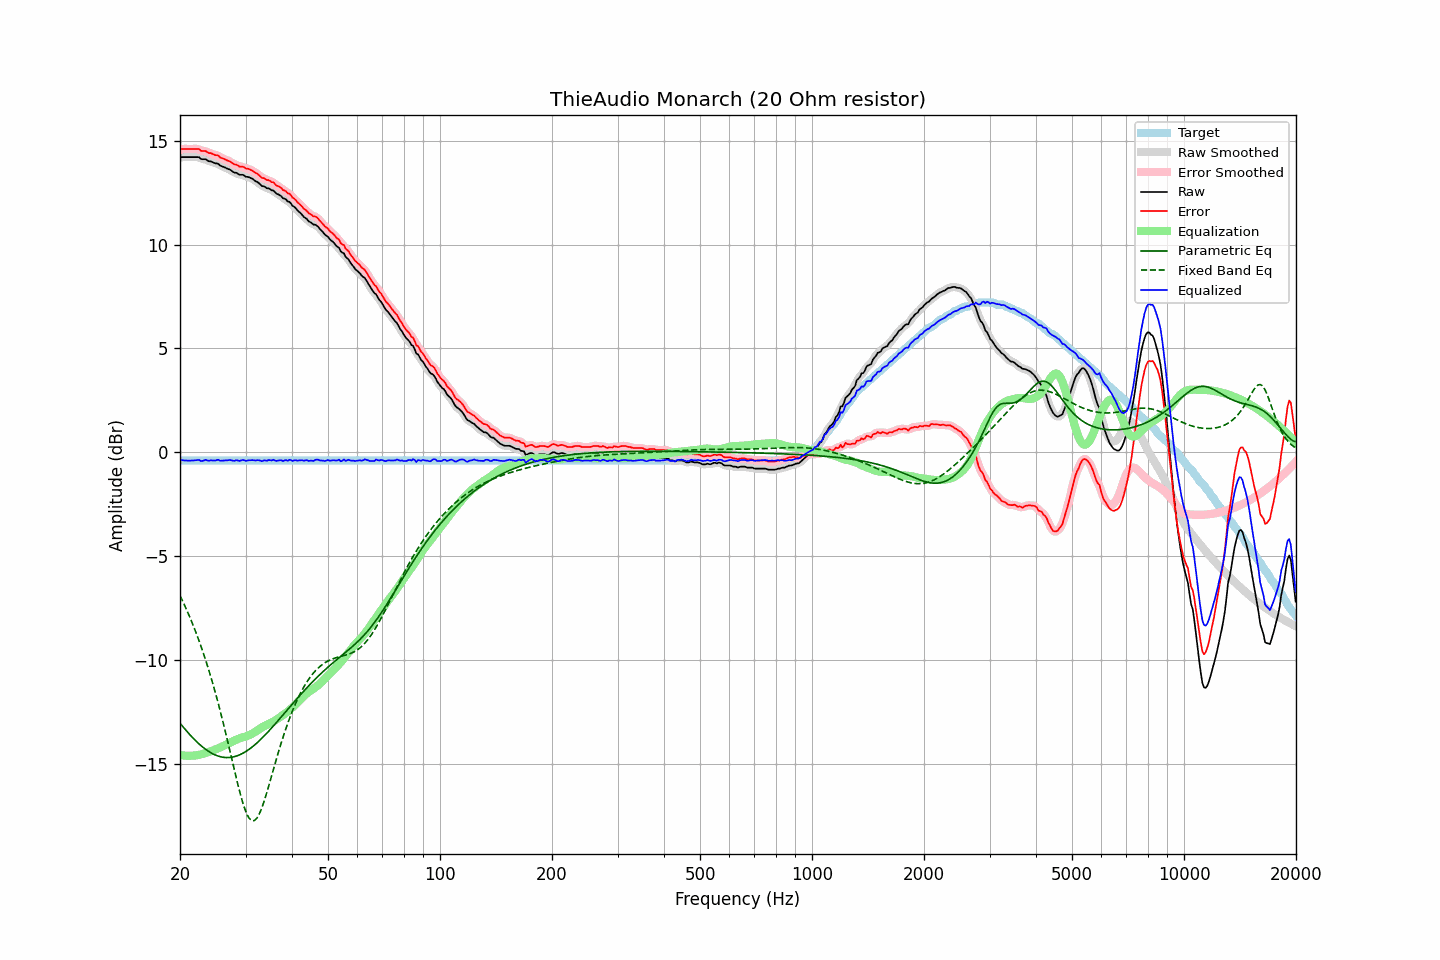 ThieAudio Monarch (20 Ohm resistor)
Target
Raw Smoothed
Error Smoothed
Raw
Error
Equalization
Parametric Eq
Fixed Band Eq
Equalized
15
10
5
0
−5
−10
−15
Amplitude (dBr)
20
50
100
200
500
1000
2000
5000
10000
20000
Frequency (Hz)